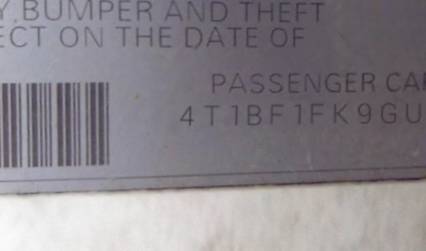 Y, BUMPER AND THEFT
ECT ON THE DATE OF
PASSENGER CA
4T1BF1FK9GU